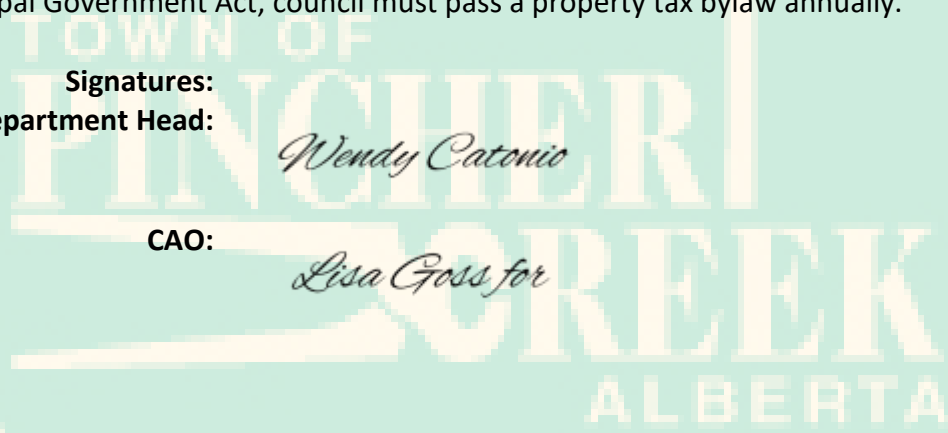 pal Government Act, council must pass a property tax bylaw annually.
TOWN OF
PINCHER
CREEK
ALBERTA
Signatures:
epartment Head:
Wendy Catonio
CAO:
Lisa Goss for